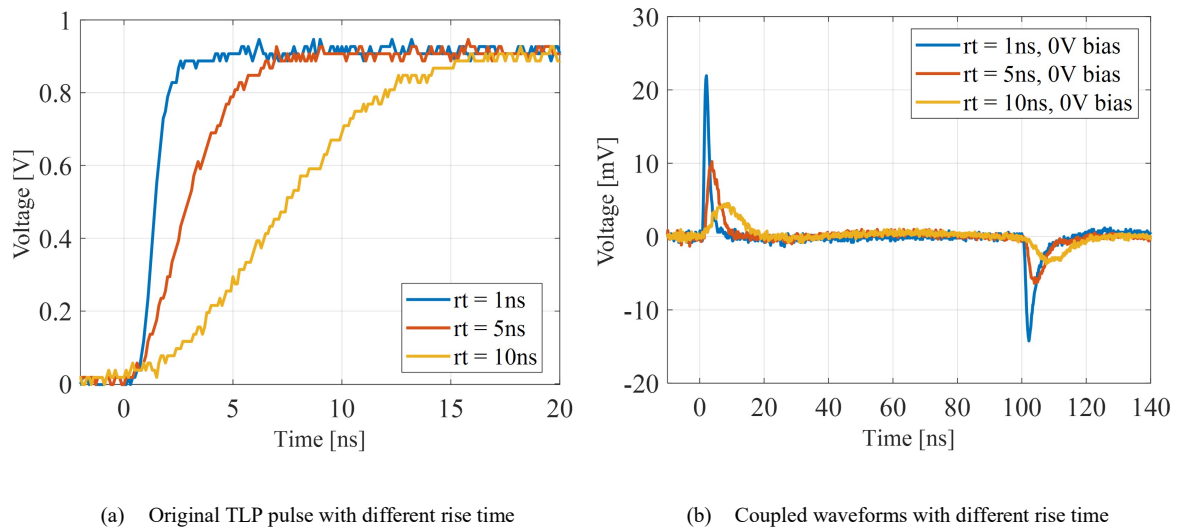 1
0.8
0.6
0.4
0.2
0
Voltage [V]
rt = 1ns
rt = 5ns
rt = 10ns
0 5 10 15 20
Time [ns]
30
20
10
0
-10
-20
Voltage [mV]
rt = 1ns, 0V bias
rt = 5ns, 0V bias
rt = 10ns, 0V bias
0 20 40 60 80 100 120 140
Time [ns]
(a) Original TLP pulse with different rise time
(b) Coupled waveforms with different rise time